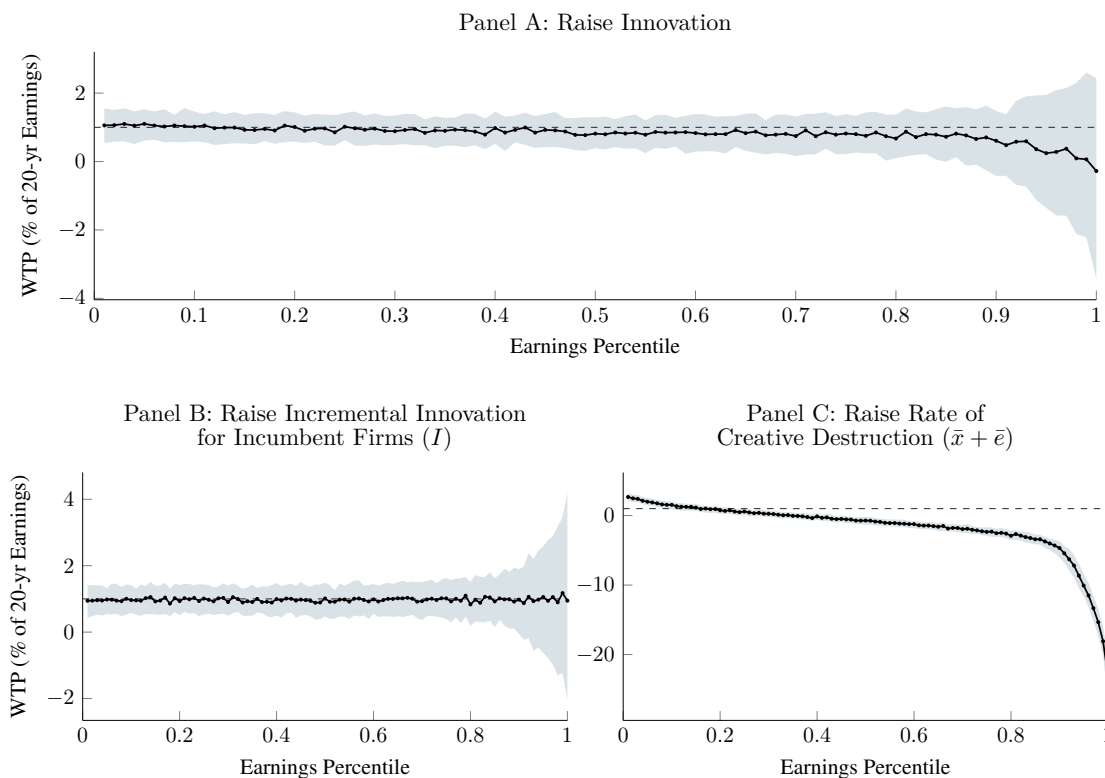 Panel A: Raise Innovation
WTP (% of 20-yr Earnings)
2
0
−2
−4
0 0.1 0.2 0.3 0.4 0.5 0.6 0.7 0.8 0.9 1
Earnings Percentile
Panel B: Raise Incremental Innovation
for Incumbent Firms (I)
WTP (% of 20-yr Earnings)
4
2
0
−2
0 0.2 0.4 0.6 0.8 1
Earnings Percentile
Panel C: Raise Rate of
Creative Destruction (x̄ + ē)
0
−10
−20
0 0.2 0.4 0.6 0.8 1
Earnings Percentile